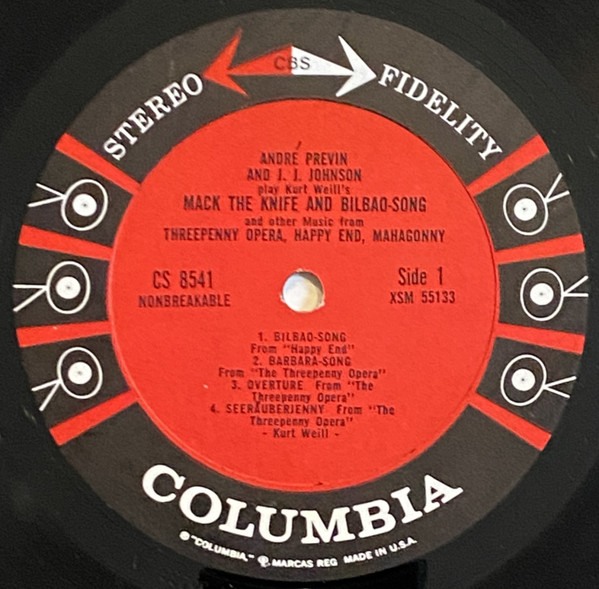 STEREO CBS FIDELITY
ANDRÉ PREVIN
AND J. J. JOHNSON
play Kurt Weill's
MACK THE KNIFE AND BILBAO-SONG
and other Music from
THREEPENNY OPERA, HAPPY END, MAHAGONNY
CS 8541
NONBREAKABLE
Side 1
XSM 55133
1. BILBAO-SONG
From "Happy End"
2. BARBARA-SONG
From "The Threepenny Opera"
3. OVERTURE From "The
Threepenny Opera"
4. SEERÄUBERJENNY From "The
Threepenny Opera"
- Kurt Weill -
COLUMBIA
® "COLUMBIA," MARCAS REG MADE IN U.S.A.